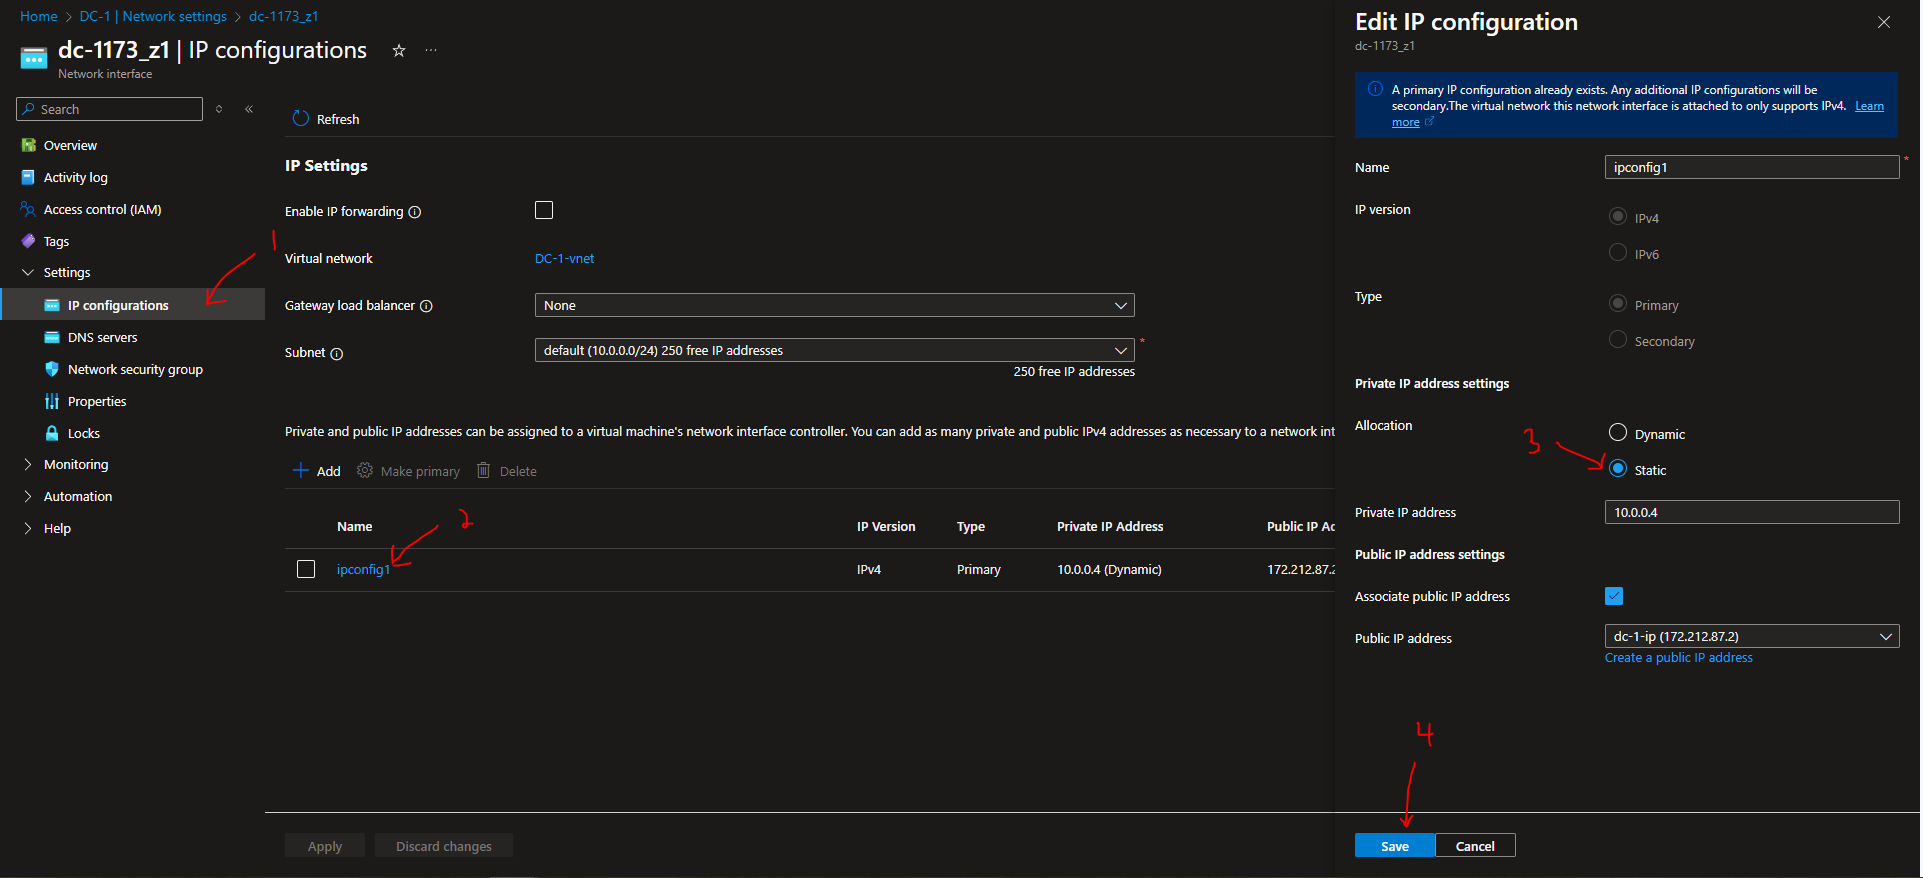 Home > DC-1 | Network settings > dc-1173_z1
dc-1173_z1 | IP configurations
Network interface
Search
Overview
Activity log
Access control (IAM)
Tags
1
Settings
IP configurations
DNS servers
Network security group
Properties
Locks
Monitoring
Automation
Help
Refresh
IP Settings
Enable IP forwarding
Virtual network DC-1-vnet
Gateway load balancer None
Subnet default (10.0.0.0/24) 250 free IP addresses *
250 free IP addresses
Private and public IP addresses can be assigned to a virtual machine's network interface controller. You can add as many private and public IPv4 addresses as necessary to a network int
Add Make primary Delete
2
Name IP Version Type Private IP Address Public IP Ad
ipconfig1 IPv4 Primary 10.0.0.4 (Dynamic) 172.212.87.2
Apply Discard changes
Edit IP configuration
dc-1173_z1
A primary IP configuration already exists. Any additional IP configurations will be
secondary.The virtual network this network interface is attached to only supports IPv4. Learn
more
Name ipconfig1 *
IP version IPv4
IPv6
Type Primary
Secondary
Private IP address settings
Allocation Dynamic
3 Static
Private IP address 10.0.0.4
Public IP address settings
Associate public IP address
Public IP address dc-1-ip (172.212.87.2)
Create a public IP address
4
Save Cancel